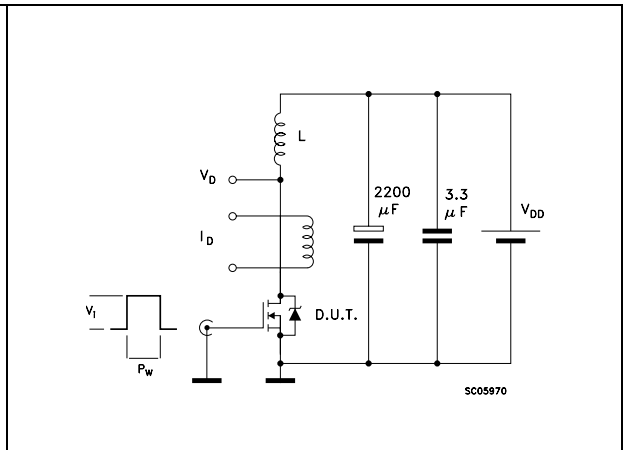 L
V_D
2200
μF
3.3
μF
V_DD
I_D
V_i
D.U.T.
P_W
SC05970